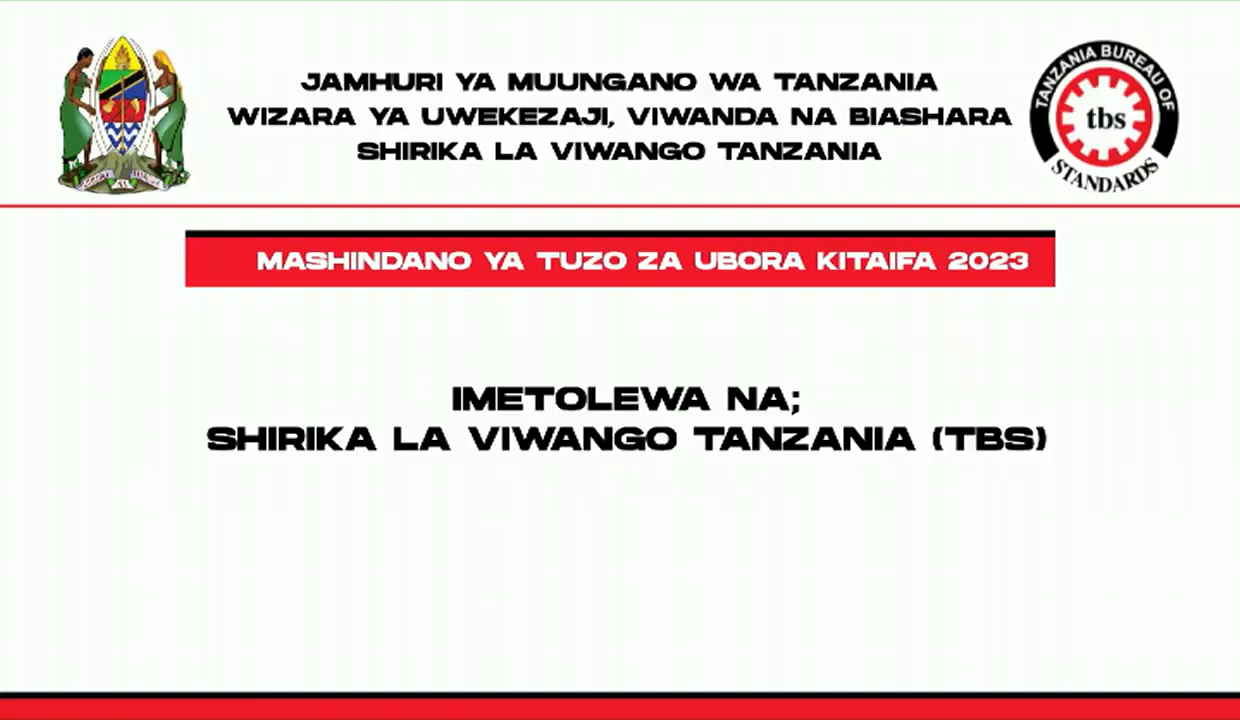 JAMHURI YA MUUNGANO WA TANZANIA
WIZARA YA UWEKEZAJI, VIWANDA NA BIASHARA
SHIRIKA LA VIWANGO TANZANIA
TANZANIA BUREAU OF
tbs
STANDARDS
MASHINDANO YA TUZO ZA UBORA KITAIFA 2023
IMETOLEWA NA;
SHIRIKA LA VIWANGO TANZANIA (TBS)